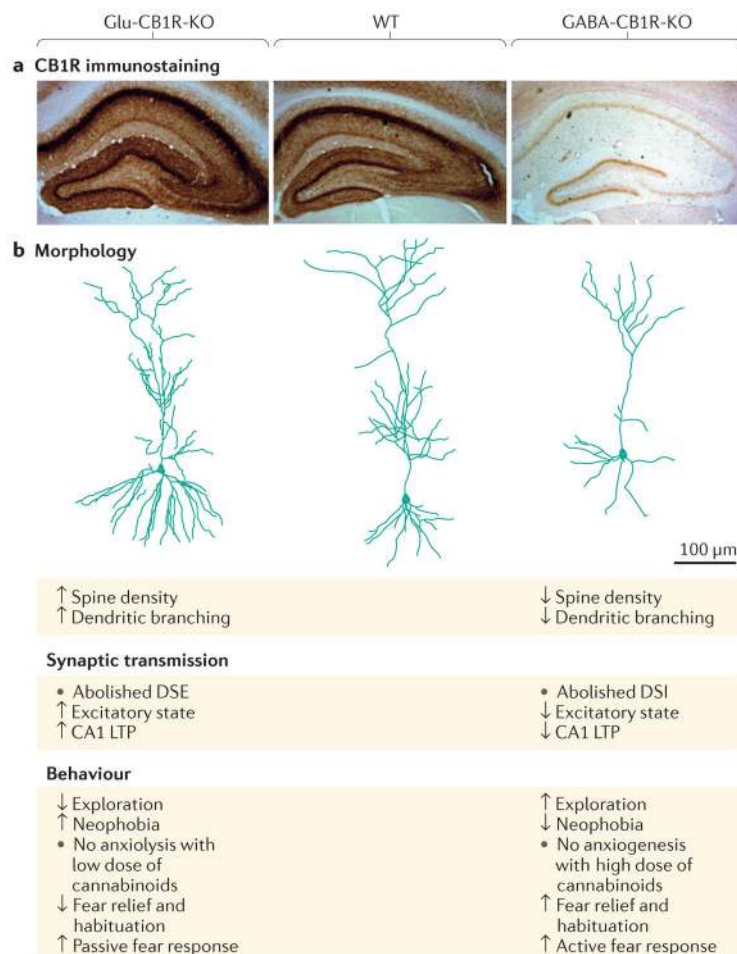 Glu-CB1R-KO WT GABA-CB1R-KO
a CB1R immunostaining
b Morphology
100 µm
↑ Spine density
↑ Dendritic branching
↓ Spine density
↓ Dendritic branching
Synaptic transmission
• Abolished DSE
↑ Excitatory state
↑ CA1 LTP
• Abolished DSI
↓ Excitatory state
↓ CA1 LTP
Behaviour
↓ Exploration
↑ Neophobia
• No anxiolysis with
low dose of
cannabinoids
↓ Fear relief and
habituation
↑ Passive fear response
↑ Exploration
↓ Neophobia
• No anxiogenesis
with high dose of
cannabinoids
↑ Fear relief and
habituation
↑ Active fear response